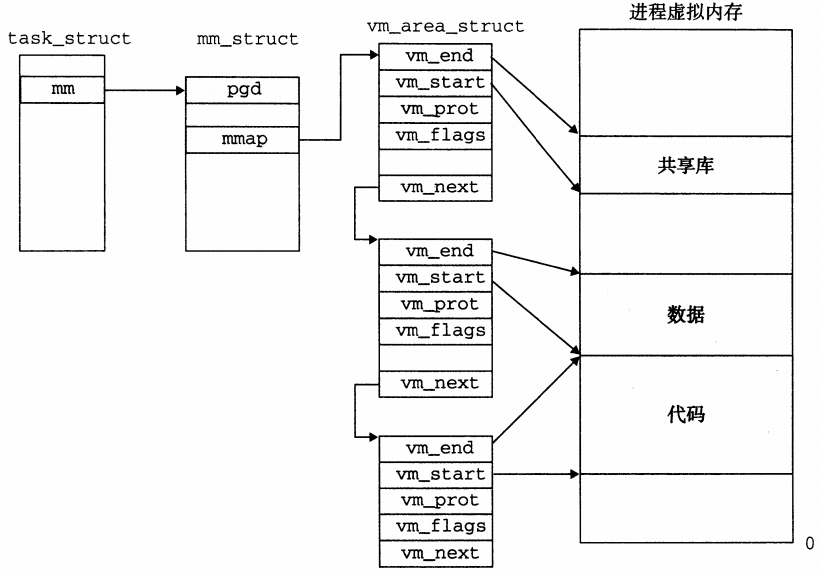 进程虚拟内存
task_struct
mm_struct
vm_area_struct
mm
pgd
mmap
vm_end
vm_start
vm_prot
vm_flags
vm_next
vm_end
vm_start
vm_prot
vm_flags
vm_next
vm_end
vm_start
vm_prot
vm_flags
vm_next
共享库
数据
代码
0